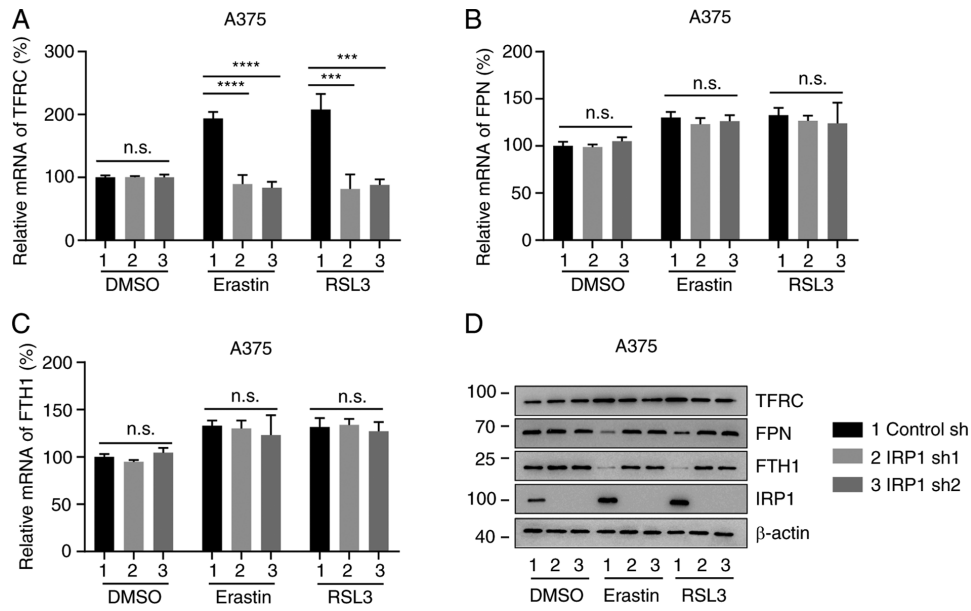 A
A375
Relative mRNA of TFRC (%)
300
200
100
0
n.s.
****
****
***
***
1 2 3 1 2 3 1 2 3
DMSO Erastin RSL3
B
A375
Relative mRNA of FPN (%)
200
150
100
50
0
n.s.
n.s.
n.s.
1 2 3 1 2 3 1 2 3
DMSO Erastin RSL3
C
A375
Relative mRNA of FTH1 (%)
200
150
100
50
0
n.s.
n.s.
n.s.
1 2 3 1 2 3 1 2 3
DMSO Erastin RSL3
D
A375
100 TFRC
70 FPN
25 FTH1
100 IRP1
40 β-actin
1 2 3 1 2 3 1 2 3
DMSO Erastin RSL3
1 Control sh
2 IRP1 sh1
3 IRP1 sh2